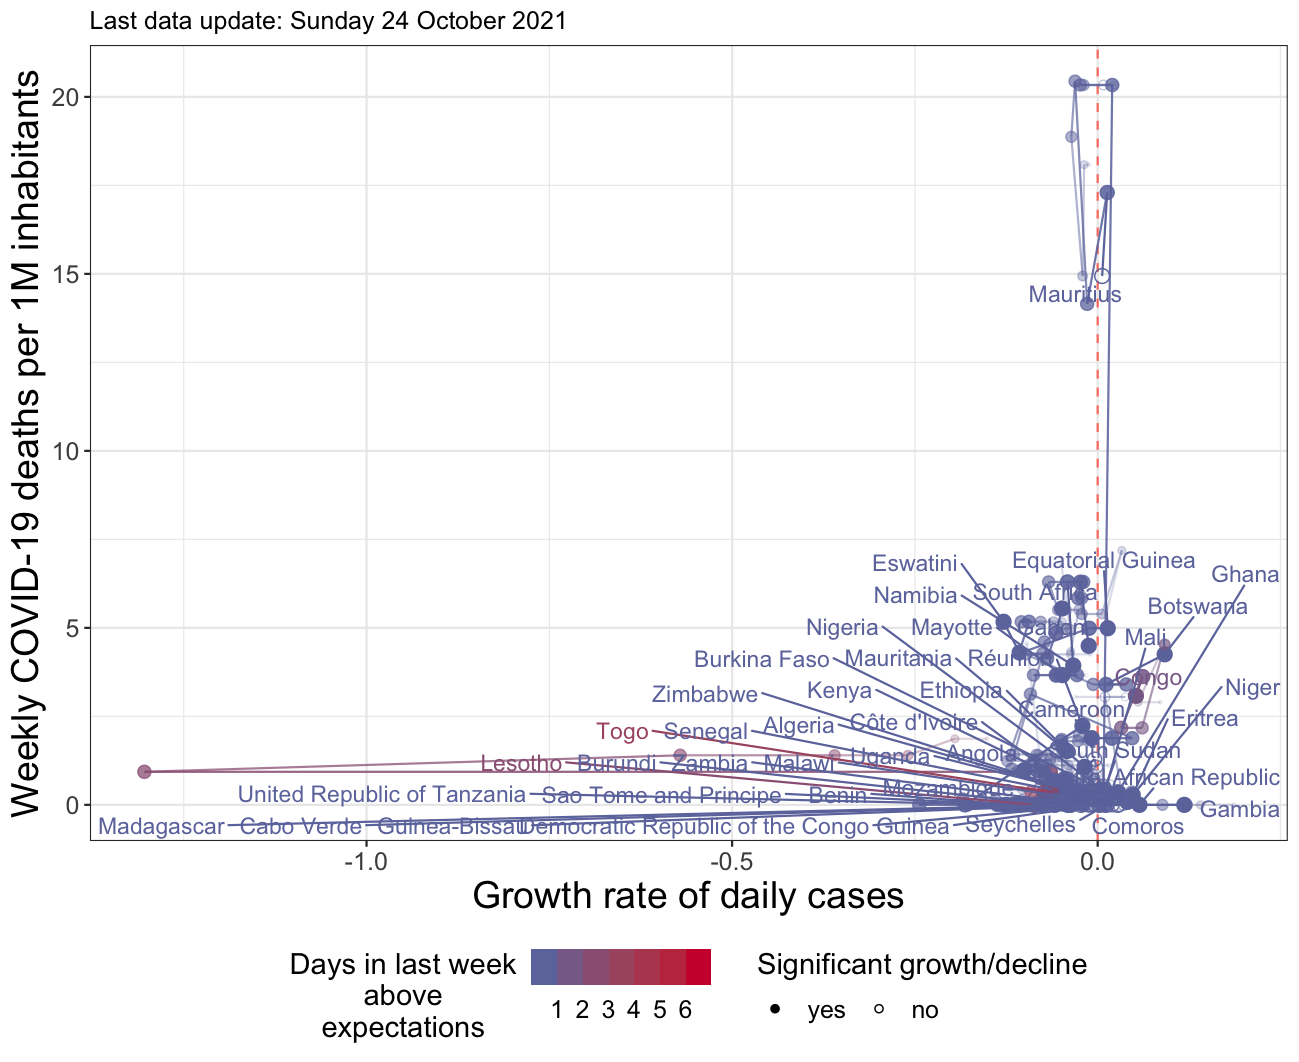 Last data update: Sunday 24 October 2021
Weekly COVID-19 deaths per 1M inhabitants
20
15
10
5
0
Mauritius
Eswatini
Equatorial Guinea
Ghana
Namibia
South Africa
Botswana
Nigeria
Mayotte
Gabon
Mali
Burkina Faso
Mauritania
Réunion
Congo
Zimbabwe
Kenya
Ethiopia
Niger
Cameroon
Togo
Senegal
Algeria
Côte d'Ivoire
Eritrea
Lesotho
Burundi
Zambia
Malawi
Uganda
Angola
South Sudan
African Republic
United Republic of Tanzania
Sao Tome and Principe
Benin
Mozambique
Gambia
Madagascar
Cabo Verde
Guinea-Bissau
Democratic Republic of the Congo
Guinea
Seychelles
Comoros
-1.0
-0.5
0.0
Growth rate of daily cases
Days in last week
above
expectations
1 2 3 4 5 6
Significant growth/decline
yes
no